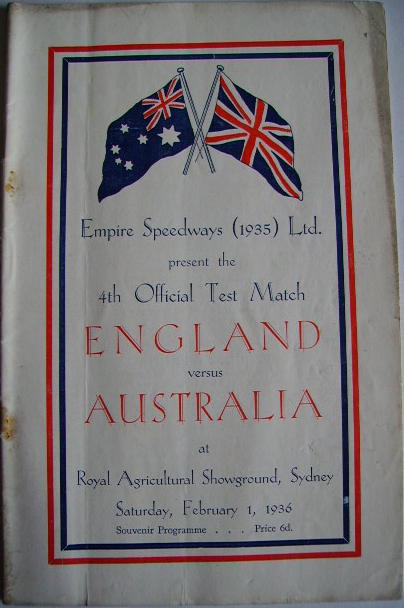 Empire Speedways (1935) Ltd.
present the
4th Official Test Match
ENGLAND
versus
AUSTRALIA
at
Royal Agricultural Showground, Sydney
Saturday, February 1, 1936
Souvenir Programme . . . Price 6d.